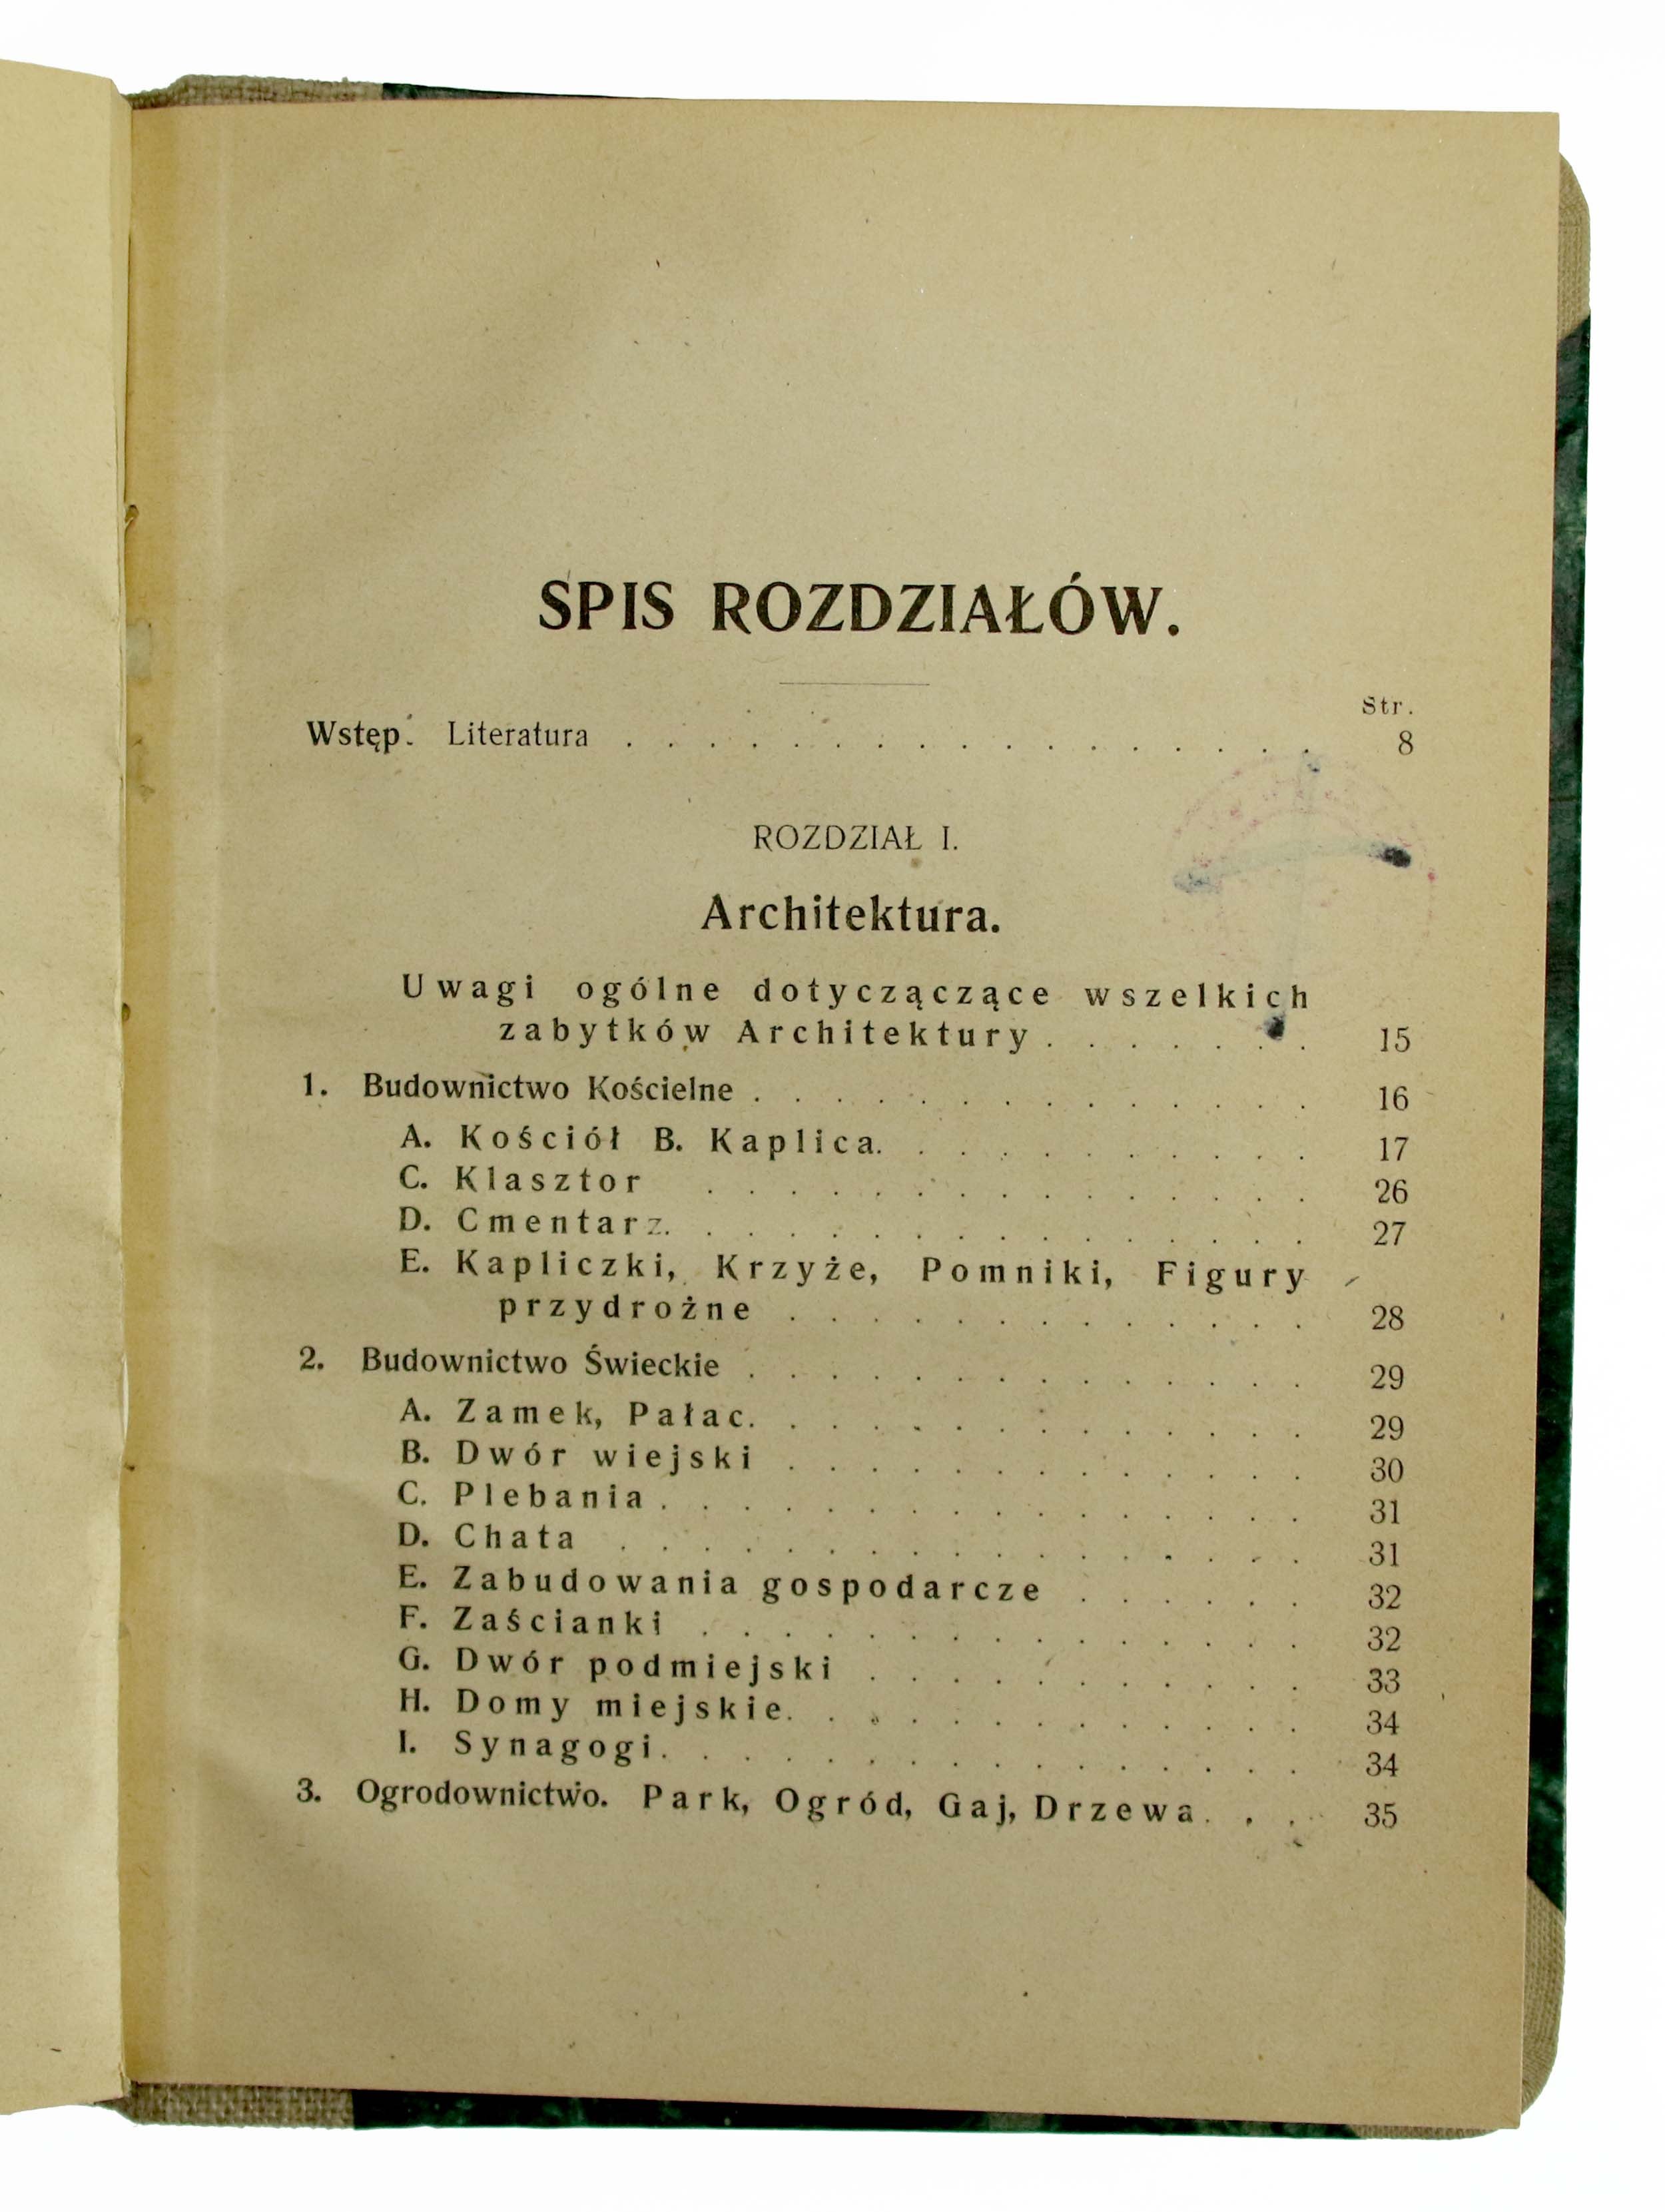 SPIS ROZDZIAŁÓW.
Str.
Wstęp. Literatura . . . . . . . . . . . . . . . . . 8
ROZDZIAŁ I.
Architektura.
Uwagi ogólne dotyczączące wszelkich
zabytków Architektury . . . . . . . 15
1. Budownictwo Kościelne . . . . . . . . . . . . . . 16
A. Kościół B. Kaplica. . . . . . . . . . . 17
C. Klasztor . . . . . . . . . . . . . . . 26
D. Cmentarz. . . . . . . . . . . . . . . . 27
E. Kapliczki, Krzyże, Pomniki, Figury
przydrożne . . . . . . . . . . . . . 28
2. Budownictwo Świeckie . . . . . . . . . . . . . . 29
A. Zamek, Pałac. . . . . . . . . . . . . . 29
B. Dwór wiejski . . . . . . . . . . . . . 30
C. Plebania . . . . . . . . . . . . . . . . 31
D. Chata . . . . . . . . . . . . . . . . . 31
E. Zabudowania gospodarcze . . . . . . 32
F. Zaścianki . . . . . . . . . . . . . . . 32
G. Dwór podmiejski . . . . . . . . . . . 33
H. Domy miejskie. . . . . . . . . . . . . 34
I. Synagogi. . . . . . . . . . . . . . . . 34
3. Ogrodownictwo. Park, Ogród, Gaj, Drzewa . . . 35